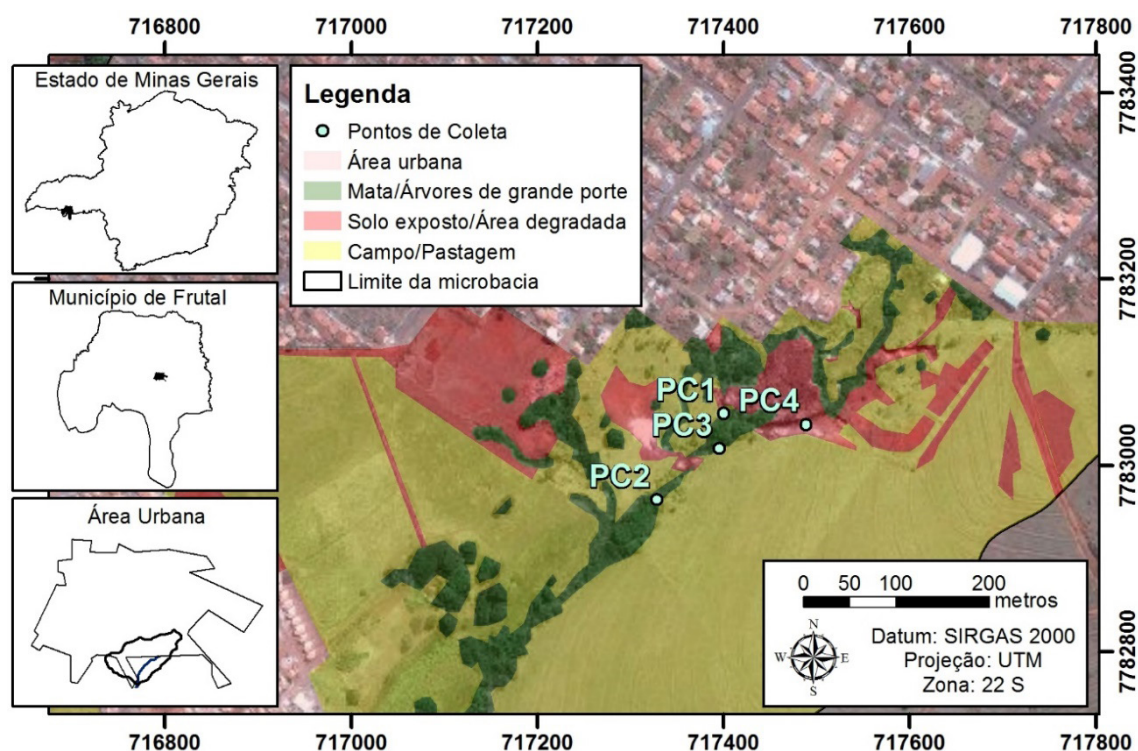 716800 717000 717200 717400 717600 717800
Estado de Minas Gerais
Município de Frutal
Área Urbana
Legenda
Pontos de Coleta
Área urbana
Mata/Árvores de grande porte
Solo exposto/Área degradada
Campo/Pastagem
Limite da microbacia
PC1
PC4
PC3
PC2
7783400
7783200
7783000
7782800
0 50 100 200
metros
N
W E
S
Datum: SIRGAS 2000
Projeção: UTM
Zona: 22 S
716800 717000 717200 717400 717600 717800